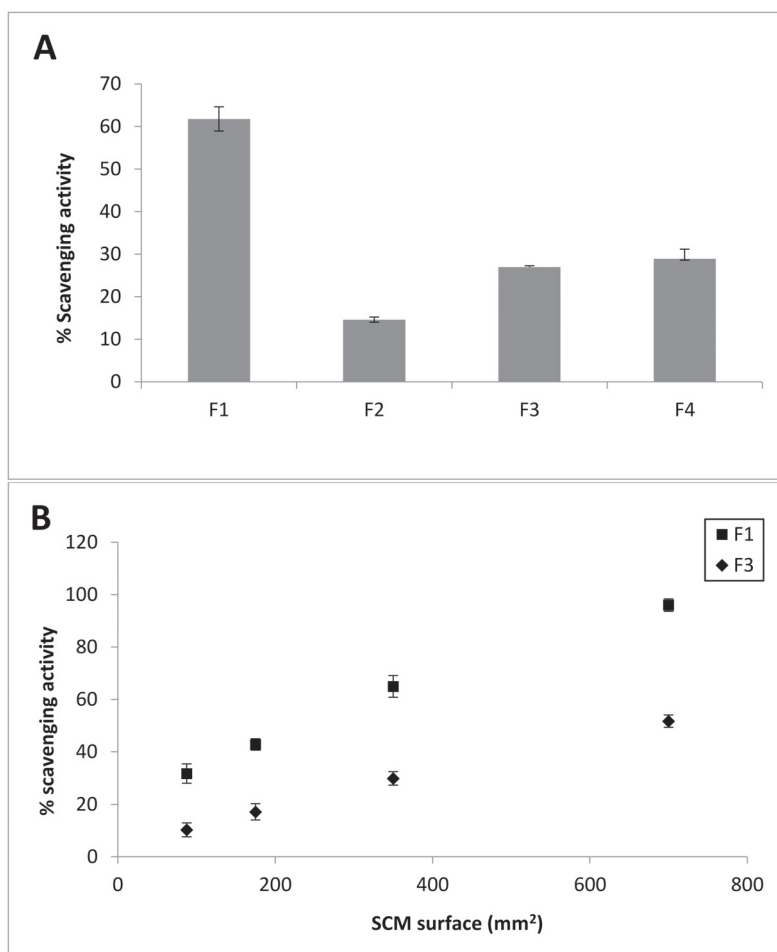 A
70
60
50
40
30
20
10
0
% Scavenging activity
F1 F2 F3 F4
B
120
100
80
60
40
20
0
% scavenging activity
F1
F3
0 200 400 600 800
SCM surface (mm²)